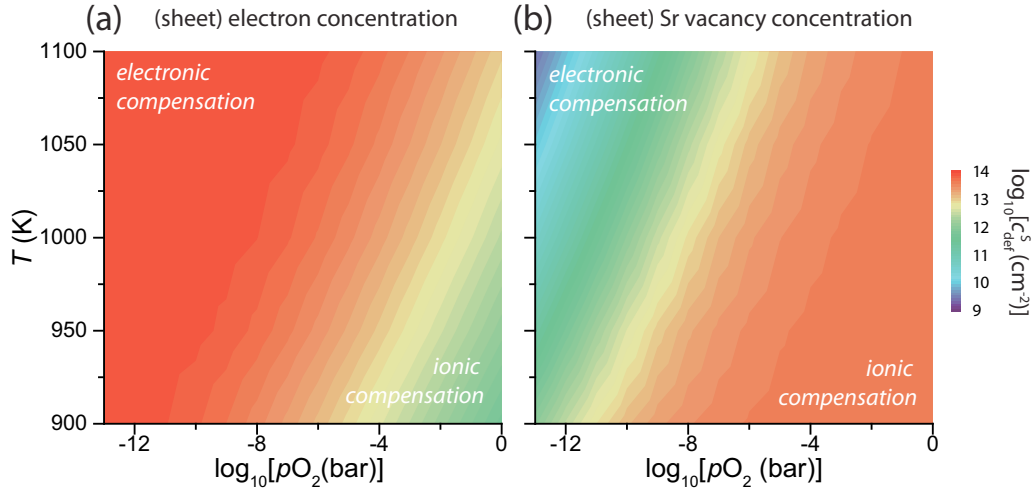 (a) (sheet) electron concentration
(b) (sheet) Sr vacancy concentration
1100
1050
1000
950
900
T (K)
electronic
compensation
ionic
compensation
-12
-8
-4
0
log₁₀[pO₂(bar)]
electronic
compensation
ionic
compensation
-12
-8
-4
0
log₁₀[pO₂ (bar)]
14
13
12
11
10
9
log₁₀[cˢdef(cm⁻²)]